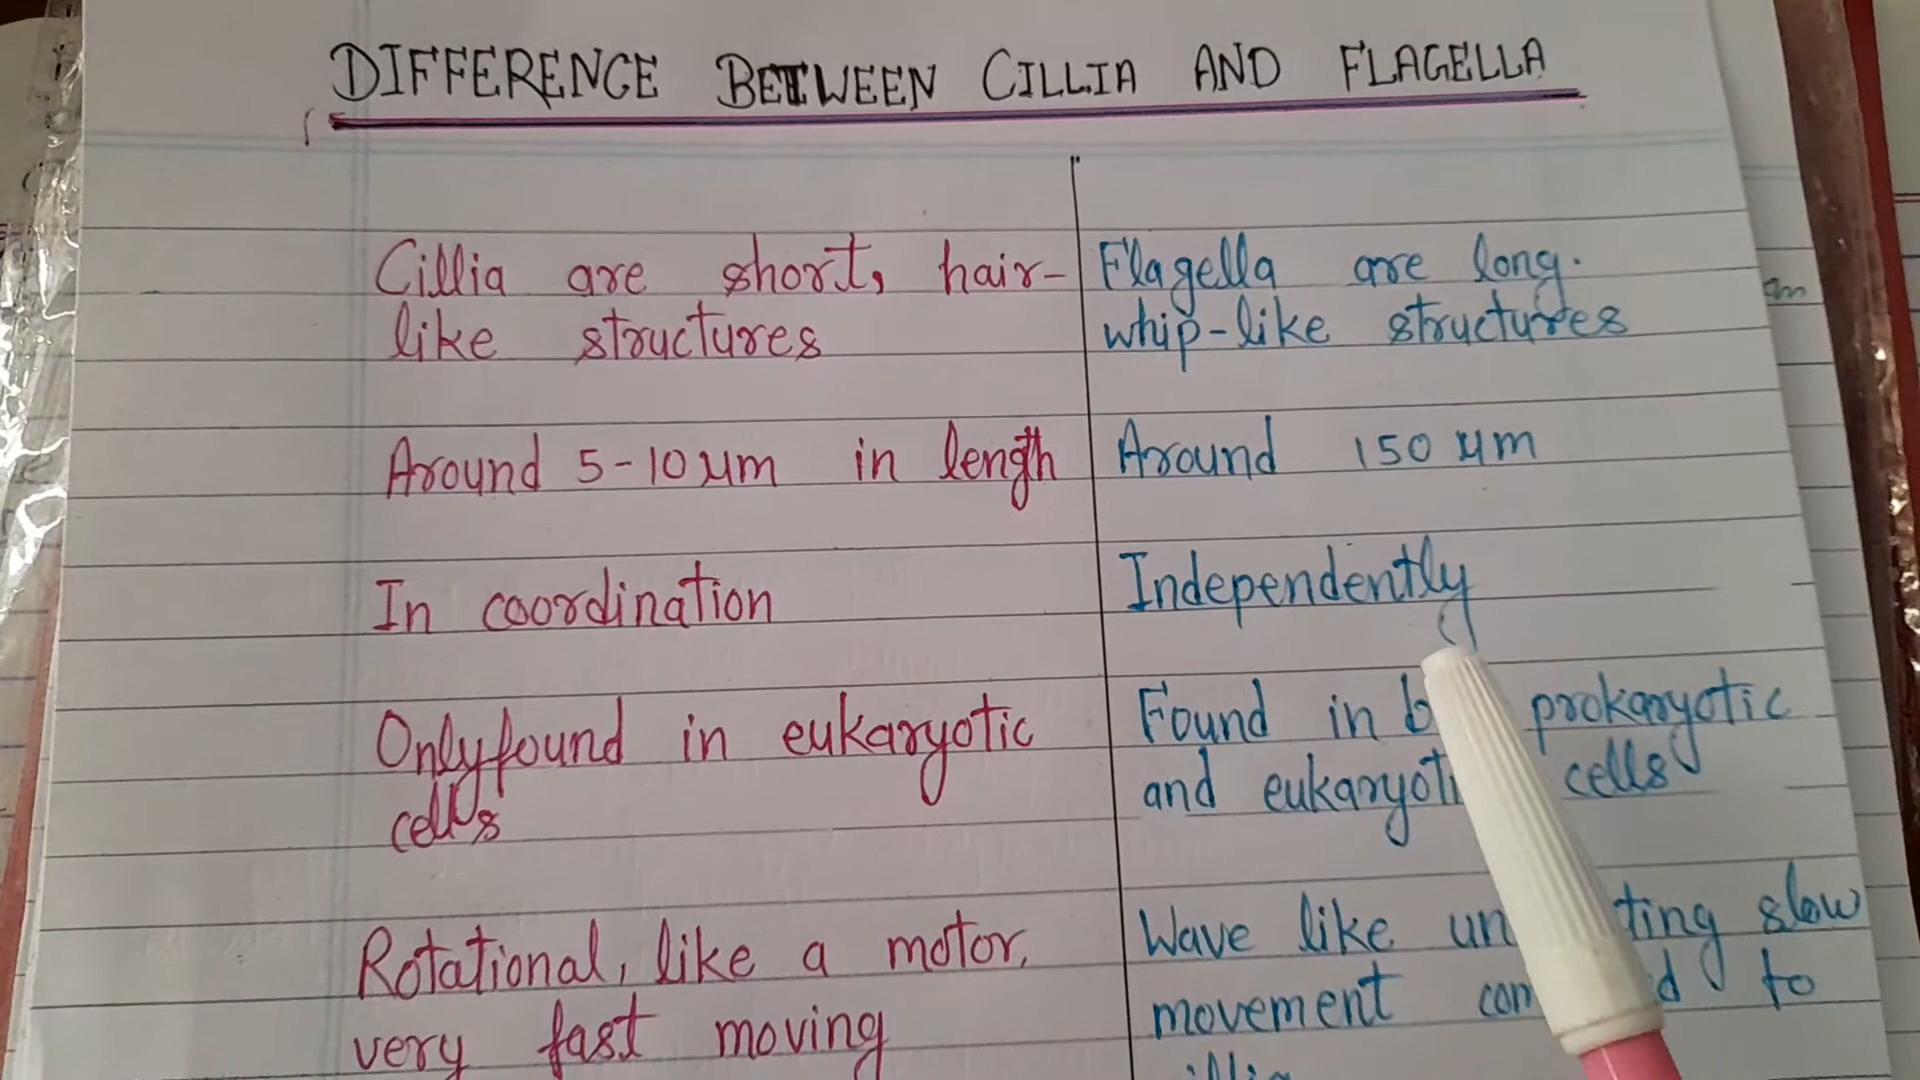 DIFFERENCE BETWEEN CILLIA AND FLAGELLA
Cillia are short, hair-
like structures
Flagella are long.
whip-like structures
Around 5-10 μm in length
Around 150 μm
In coordination
Independently
Only found in eukaryotic
cells
Found in prokaryotic
and cells
Rotational, like a motor,
very fast moving
Wave like slow
movement to